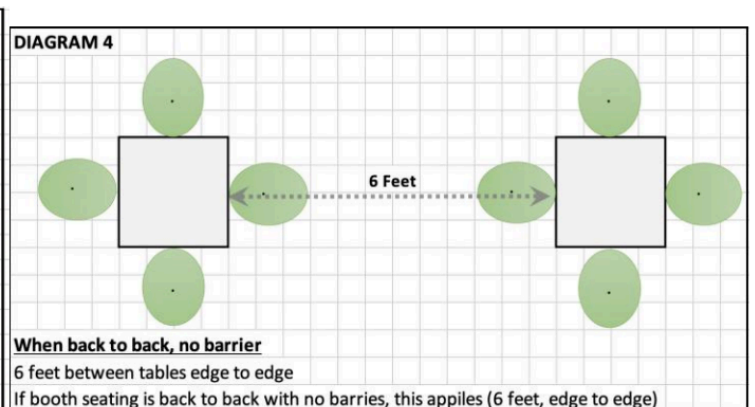 DIAGRAM 4
6 Feet
When back to back, no barrier
6 feet between tables edge to edge
If booth seating is back to back with no barries, this appiles (6 feet, edge to edge)